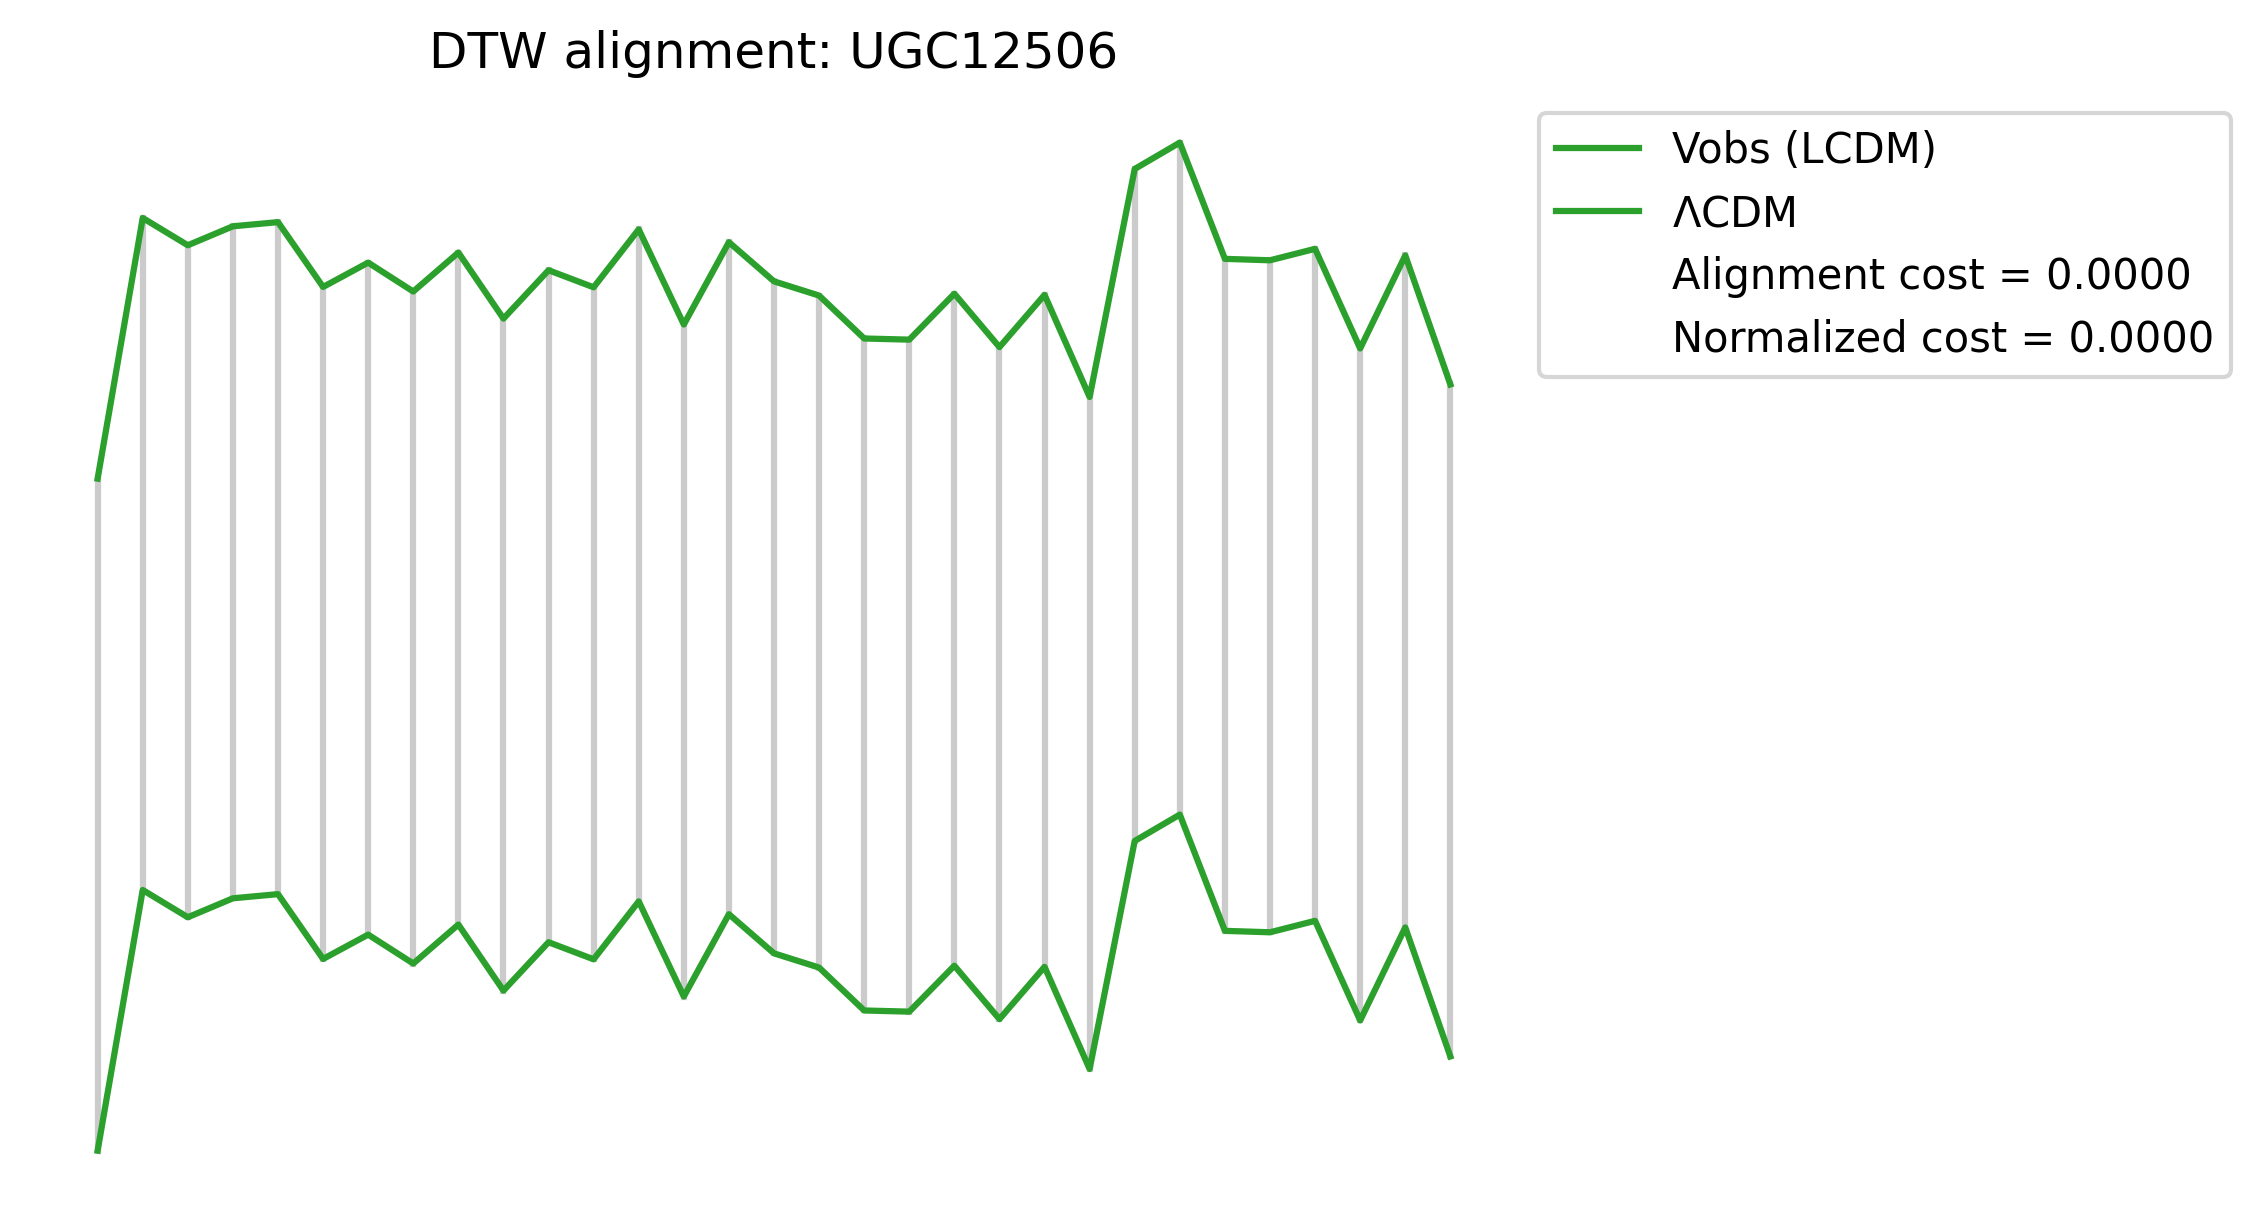 DTW alignment: UGC12506
Vobs (LCDM)
ΛCDM
Alignment cost = 0.0000
Normalized cost = 0.0000